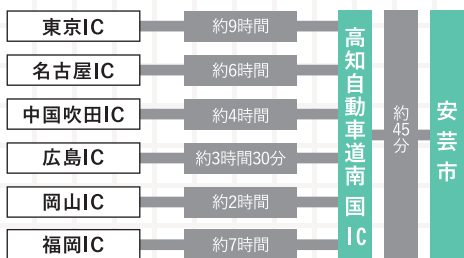 東京IC
約9時間
名古屋IC
約6時間
中国吹田IC
約4時間
広島IC
約3時間30分
岡山IC
約2時間
福岡IC
約7時間
高知自動車道南国IC
約45分
安芸市